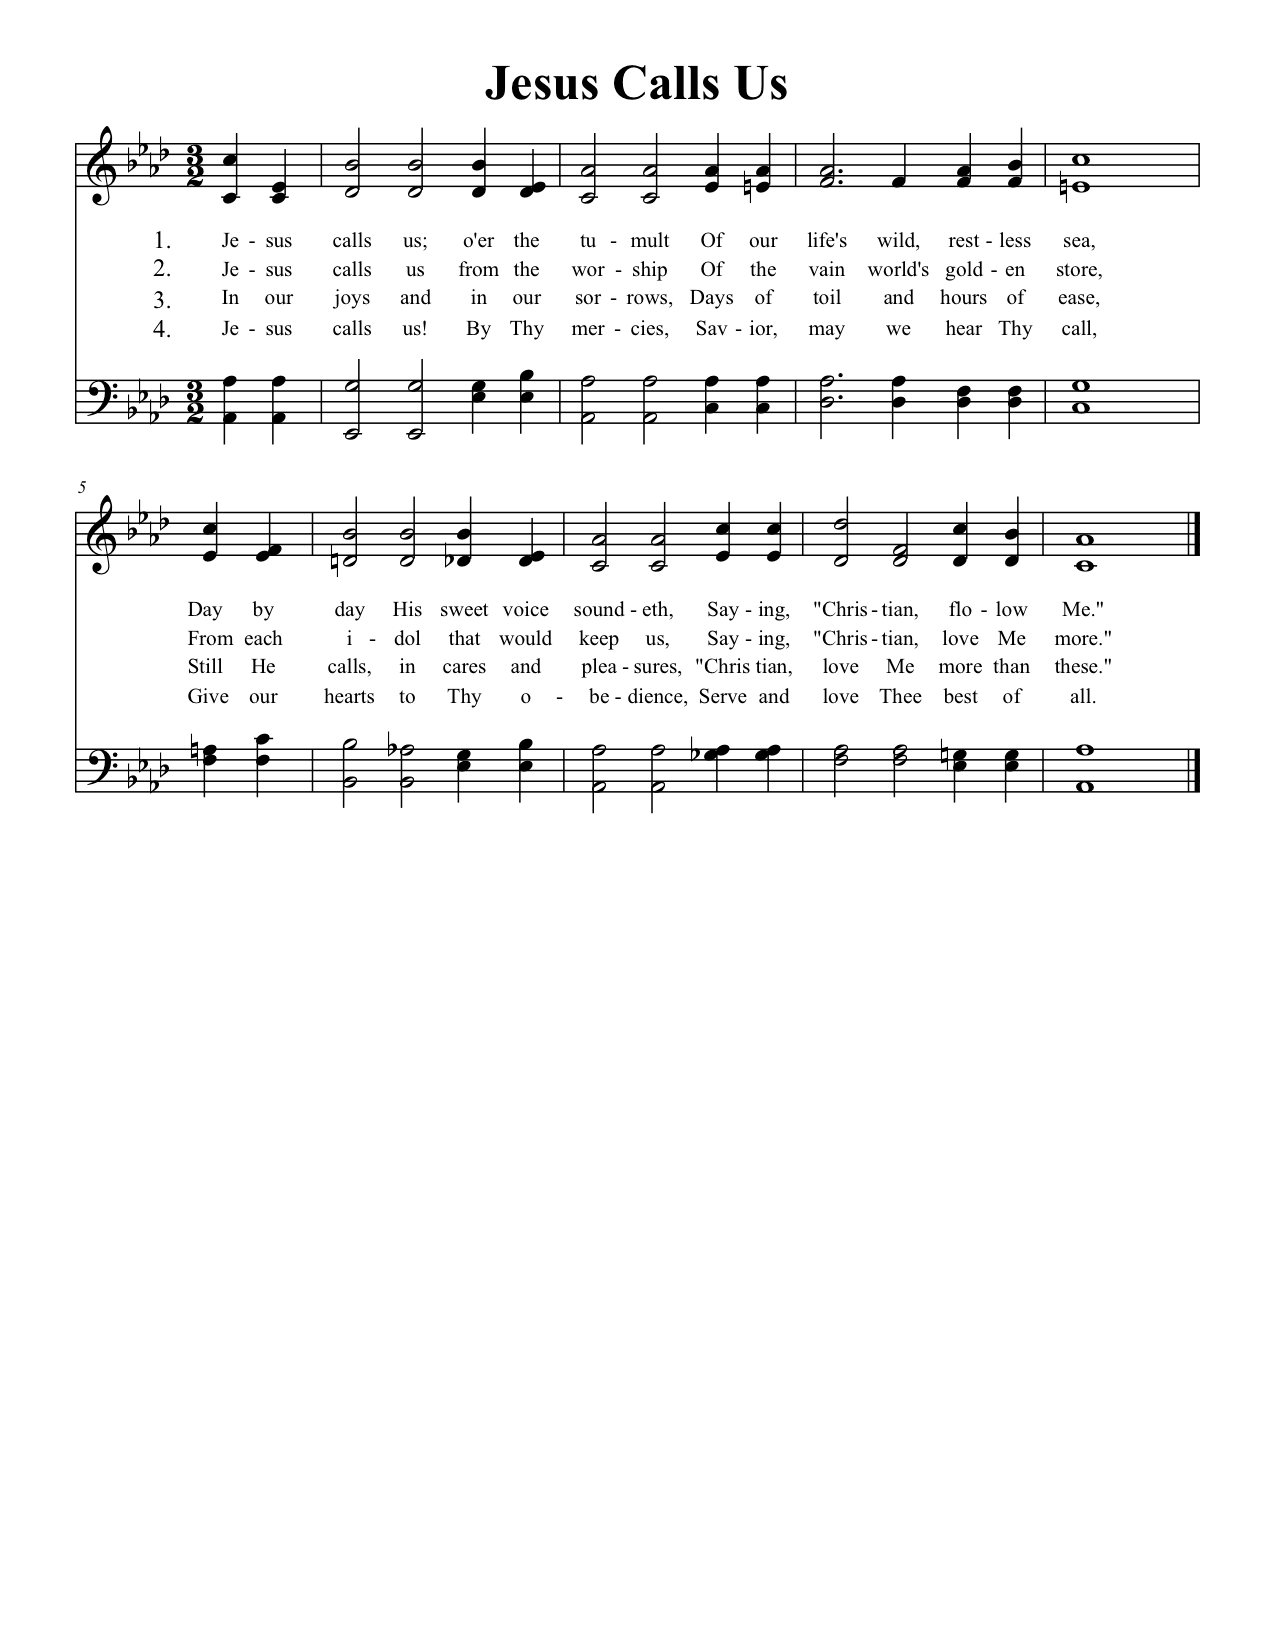 Jesus Calls Us
1. Je - sus calls us; o'er the tu - mult Of our life's wild, rest - less sea,
2. Je - sus calls us from the wor - ship Of the vain world's gold - en store,
3. In our joys and in our sor - rows, Days of toil and hours of ease,
4. Je - sus calls us! By Thy mer - cies, Sav - ior, may we hear Thy call,
5
Day by day His sweet voice sound - eth, Say - ing, "Chris - tian, flo - low Me."
From each i - dol that would keep us, Say - ing, "Chris - tian, love Me more."
Still He calls, in cares and plea - sures, "Chris tian, love Me more than these."
Give our hearts to Thy o - be - dience, Serve and love Thee best of all.